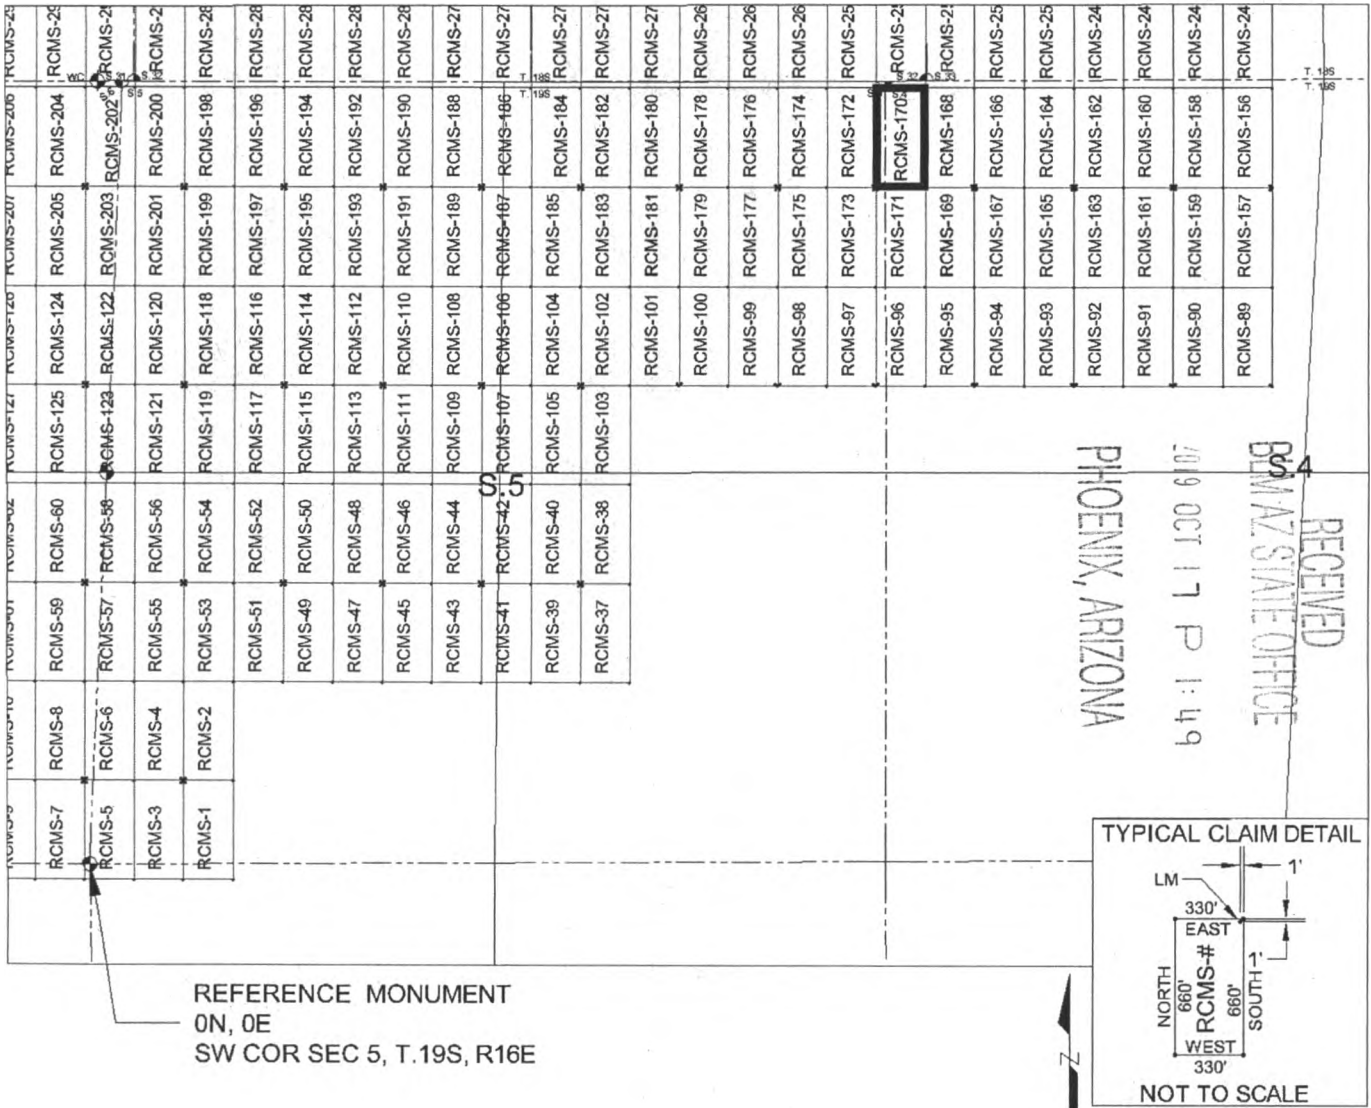 WC S.31 S.32
S.6 S.5
T. 18S
T. 19S
S.32 S.33
S.4
T. 18S
T. 19S
RCMS-204 RCMS-202 RCMS-200 RCMS-198 RCMS-196 RCMS-194 RCMS-192 RCMS-190 RCMS-188 RCMS-186 RCMS-184 RCMS-182 RCMS-180 RCMS-178 RCMS-176 RCMS-174 RCMS-172 RCMS-170 RCMS-168 RCMS-166 RCMS-164 RCMS-162 RCMS-160 RCMS-158 RCMS-156
RCMS-205 RCMS-203 RCMS-201 RCMS-199 RCMS-197 RCMS-195 RCMS-193 RCMS-191 RCMS-189 RCMS-187 RCMS-185 RCMS-183 RCMS-181 RCMS-179 RCMS-177 RCMS-175 RCMS-173 RCMS-171 RCMS-169 RCMS-167 RCMS-165 RCMS-163 RCMS-161 RCMS-159 RCMS-157
RCMS-124 RCMS-122 RCMS-120 RCMS-118 RCMS-116 RCMS-114 RCMS-112 RCMS-110 RCMS-108 RCMS-106 RCMS-104 RCMS-102 RCMS-101 RCMS-100 RCMS-99 RCMS-98 RCMS-97 RCMS-96 RCMS-95 RCMS-94 RCMS-93 RCMS-92 RCMS-91 RCMS-90 RCMS-89
RCMS-125 RCMS-123 RCMS-121 RCMS-119 RCMS-117 RCMS-115 RCMS-113 RCMS-111 RCMS-109 RCMS-107 RCMS-105 RCMS-103
S.5
S.4
RCMS-60 RCMS-58 RCMS-56 RCMS-54 RCMS-52 RCMS-50 RCMS-48 RCMS-46 RCMS-44 RCMS-42 RCMS-40 RCMS-38
RCMS-59 RCMS-57 RCMS-55 RCMS-53 RCMS-51 RCMS-49 RCMS-47 RCMS-45 RCMS-43 RCMS-41 RCMS-39 RCMS-37
RCMS-8 RCMS-6 RCMS-4 RCMS-2
RCMS-7 RCMS-5 RCMS-3 RCMS-1
RECEIVED
BLM AZ STATE OFFICE
2019 OCT 17 P 1:49
PHOENIX, ARIZONA
REFERENCE MONUMENT
0N, 0E
SW COR SEC 5, T.19S, R16E
N
TYPICAL CLAIM DETAIL
1'
LM
330'
EAST
1'
NORTH
660'
RCMS-#
660'
SOUTH
WEST
330'
NOT TO SCALE